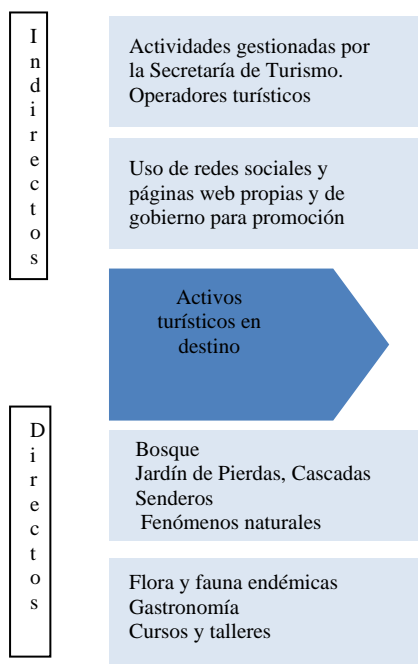 Indirectos
Actividades gestionadas por
la Secretaría de Turismo.
Operadores turísticos
Uso de redes sociales y
páginas web propias y de
gobierno para promoción
Activos
turísticos en
destino
Directos
Bosque
Jardín de Pierdas, Cascadas
Senderos
Fenómenos naturales
Flora y fauna endémicas
Gastronomía
Cursos y talleres